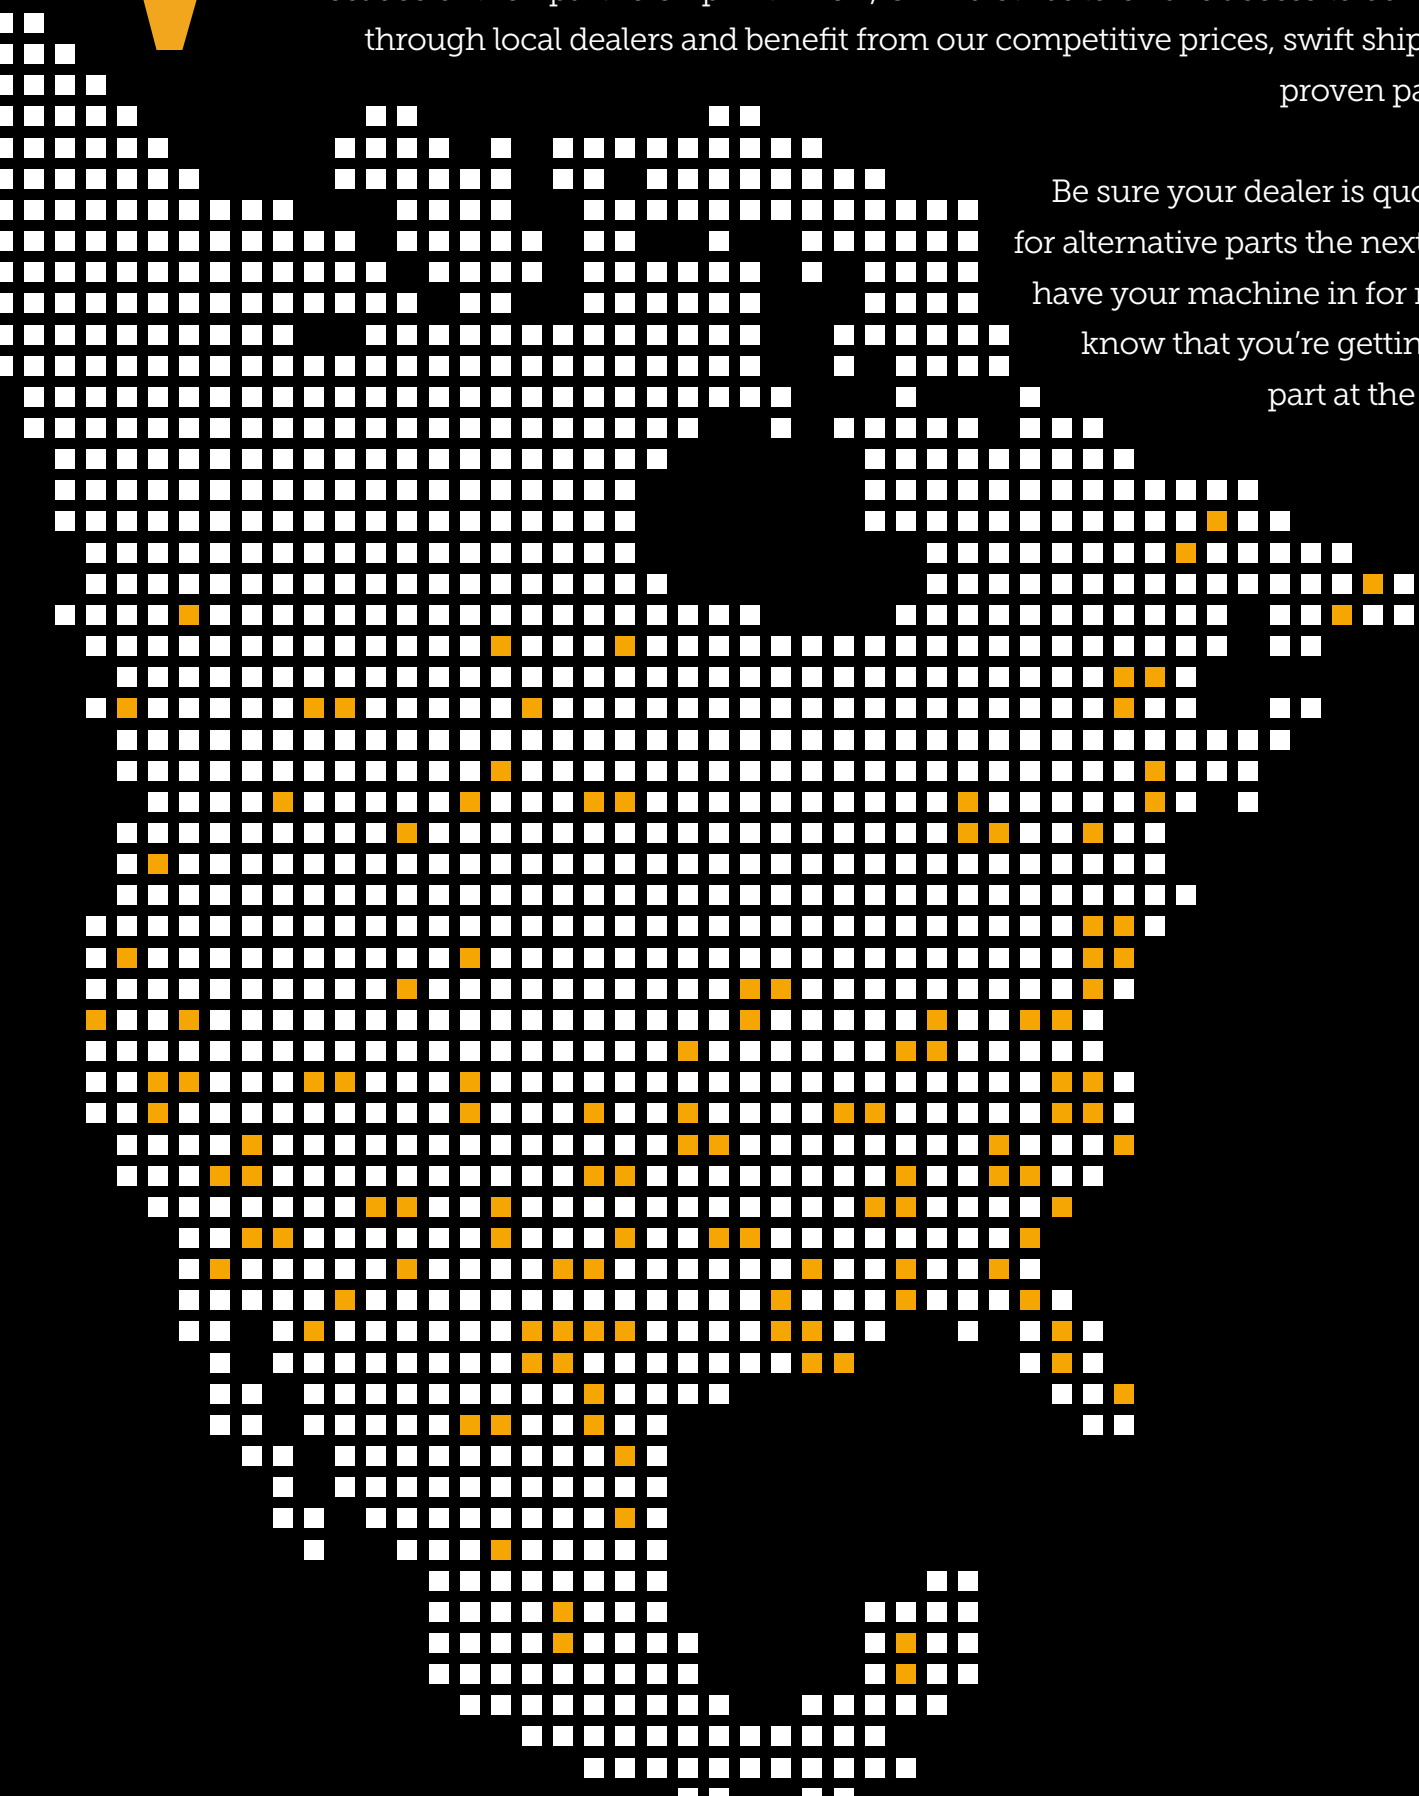 through local dealers and benefit from our competitive prices, swift ship
proven pa
Be sure your dealer is quo
for alternative parts the next
have your machine in for r
know that you're gettin
part at the